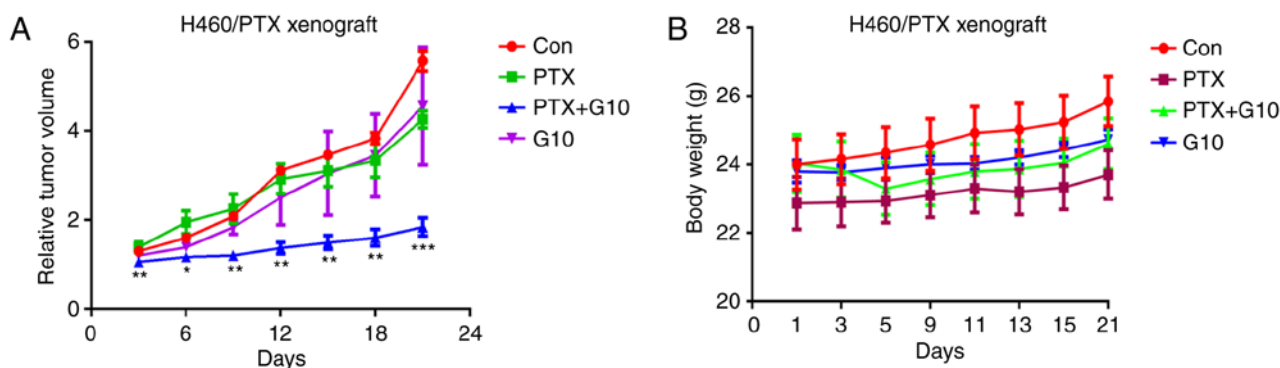 A
H460/PTX xenograft
Relative tumor volume
6
4
2
0
** * ** ** ** ** ***
0 6 12 18 24
Days
Con
PTX
PTX+G10
G10
B
H460/PTX xenograft
Body weight (g)
28
26
24
22
20
0 1 3 5 9 11 13 15 21
Days
Con
PTX
PTX+G10
G10